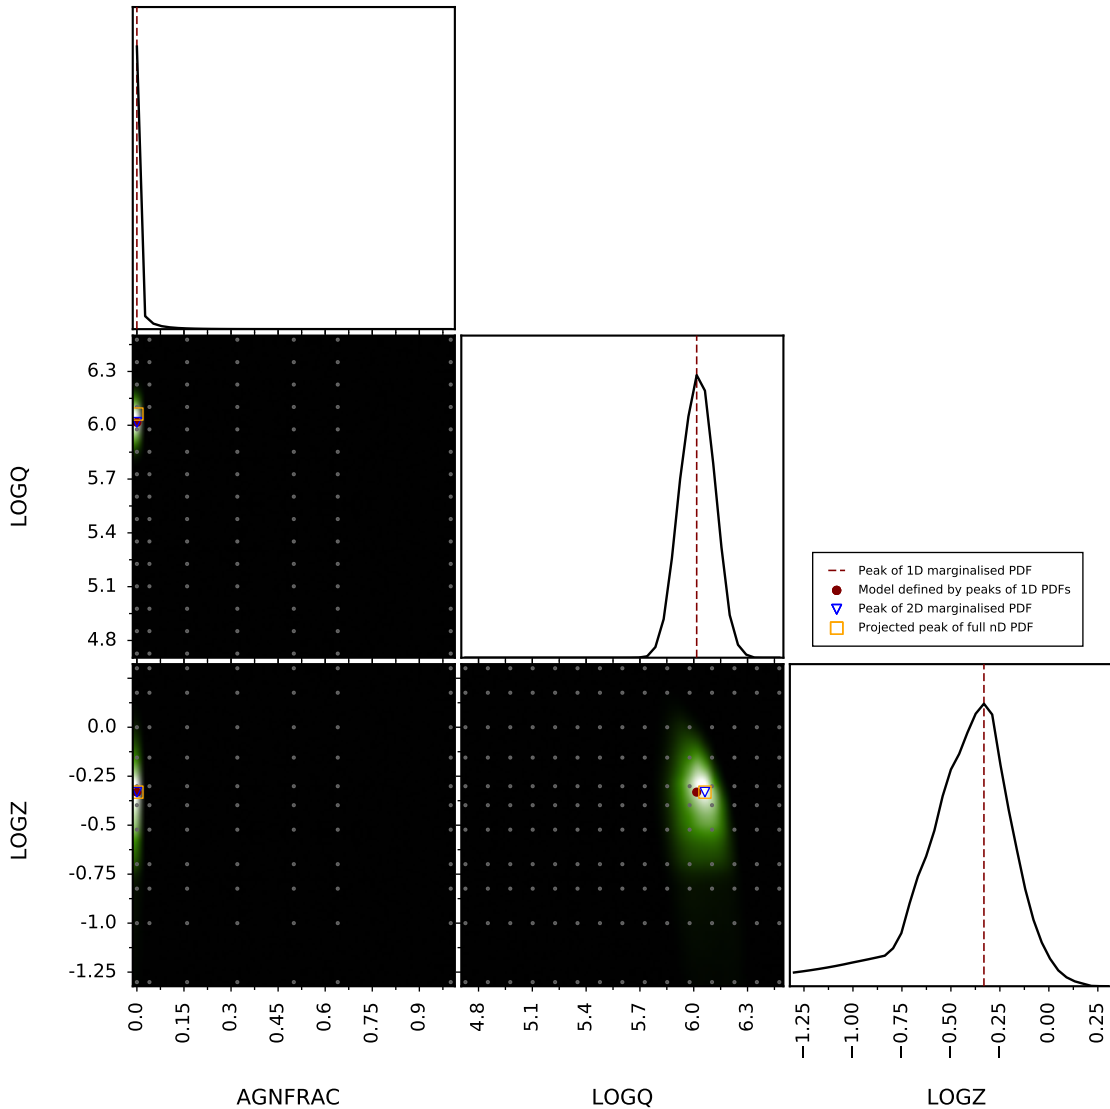 6.3
6.0
5.7
5.4
5.1
4.8
LOGQ
Peak of 1D marginalised PDF
Model defined by peaks of 1D PDFs
Peak of 2D marginalised PDF
Projected peak of full nD PDF
0.0
-0.25
-0.5
-0.75
-1.0
-1.25
LOGZ
0.0 0.15 0.3 0.45 0.6 0.75 0.9
4.8 5.1 5.4 5.7 6.0 6.3
−1.25 −1.00 −0.75 −0.50 −0.25 0.00 0.25
AGNFRAC LOGQ LOGZ